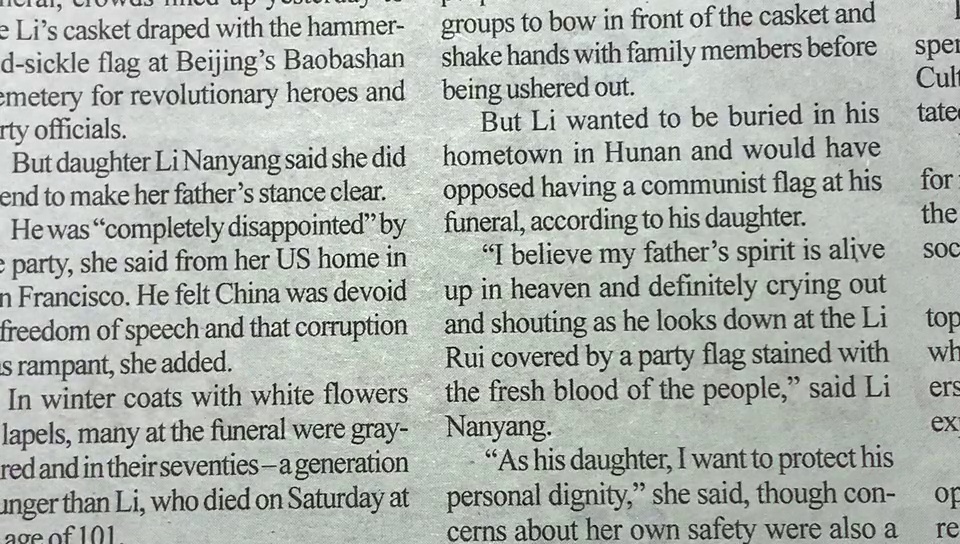 e Li's casket draped with the hammer-
d-sickle flag at Beijing's Baobashan
emetery for revolutionary heroes and
rty officials.
But daughter Li Nanyang said she did
end to make her father's stance clear.
He was "completely disappointed" by
e party, she said from her US home in
n Francisco. He felt China was devoid
freedom of speech and that corruption
s rampant, she added.
In winter coats with white flowers
lapels, many at the funeral were gray-
red and in their seventies – a generation
unger than Li, who died on Saturday at
age of 101.
groups to bow in front of the casket and
shake hands with family members before
being ushered out.
But Li wanted to be buried in his
hometown in Hunan and would have
opposed having a communist flag at his
funeral, according to his daughter.
"I believe my father's spirit is alive
up in heaven and definitely crying out
and shouting as he looks down at the Li
Rui covered by a party flag stained with
the fresh blood of the people," said Li
Nanyang.
"As his daughter, I want to protect his
personal dignity," she said, though con-
cerns about her own safety were also a
sper
Cult
tate
for
the
soc
top
wh
ers
ex
op
re